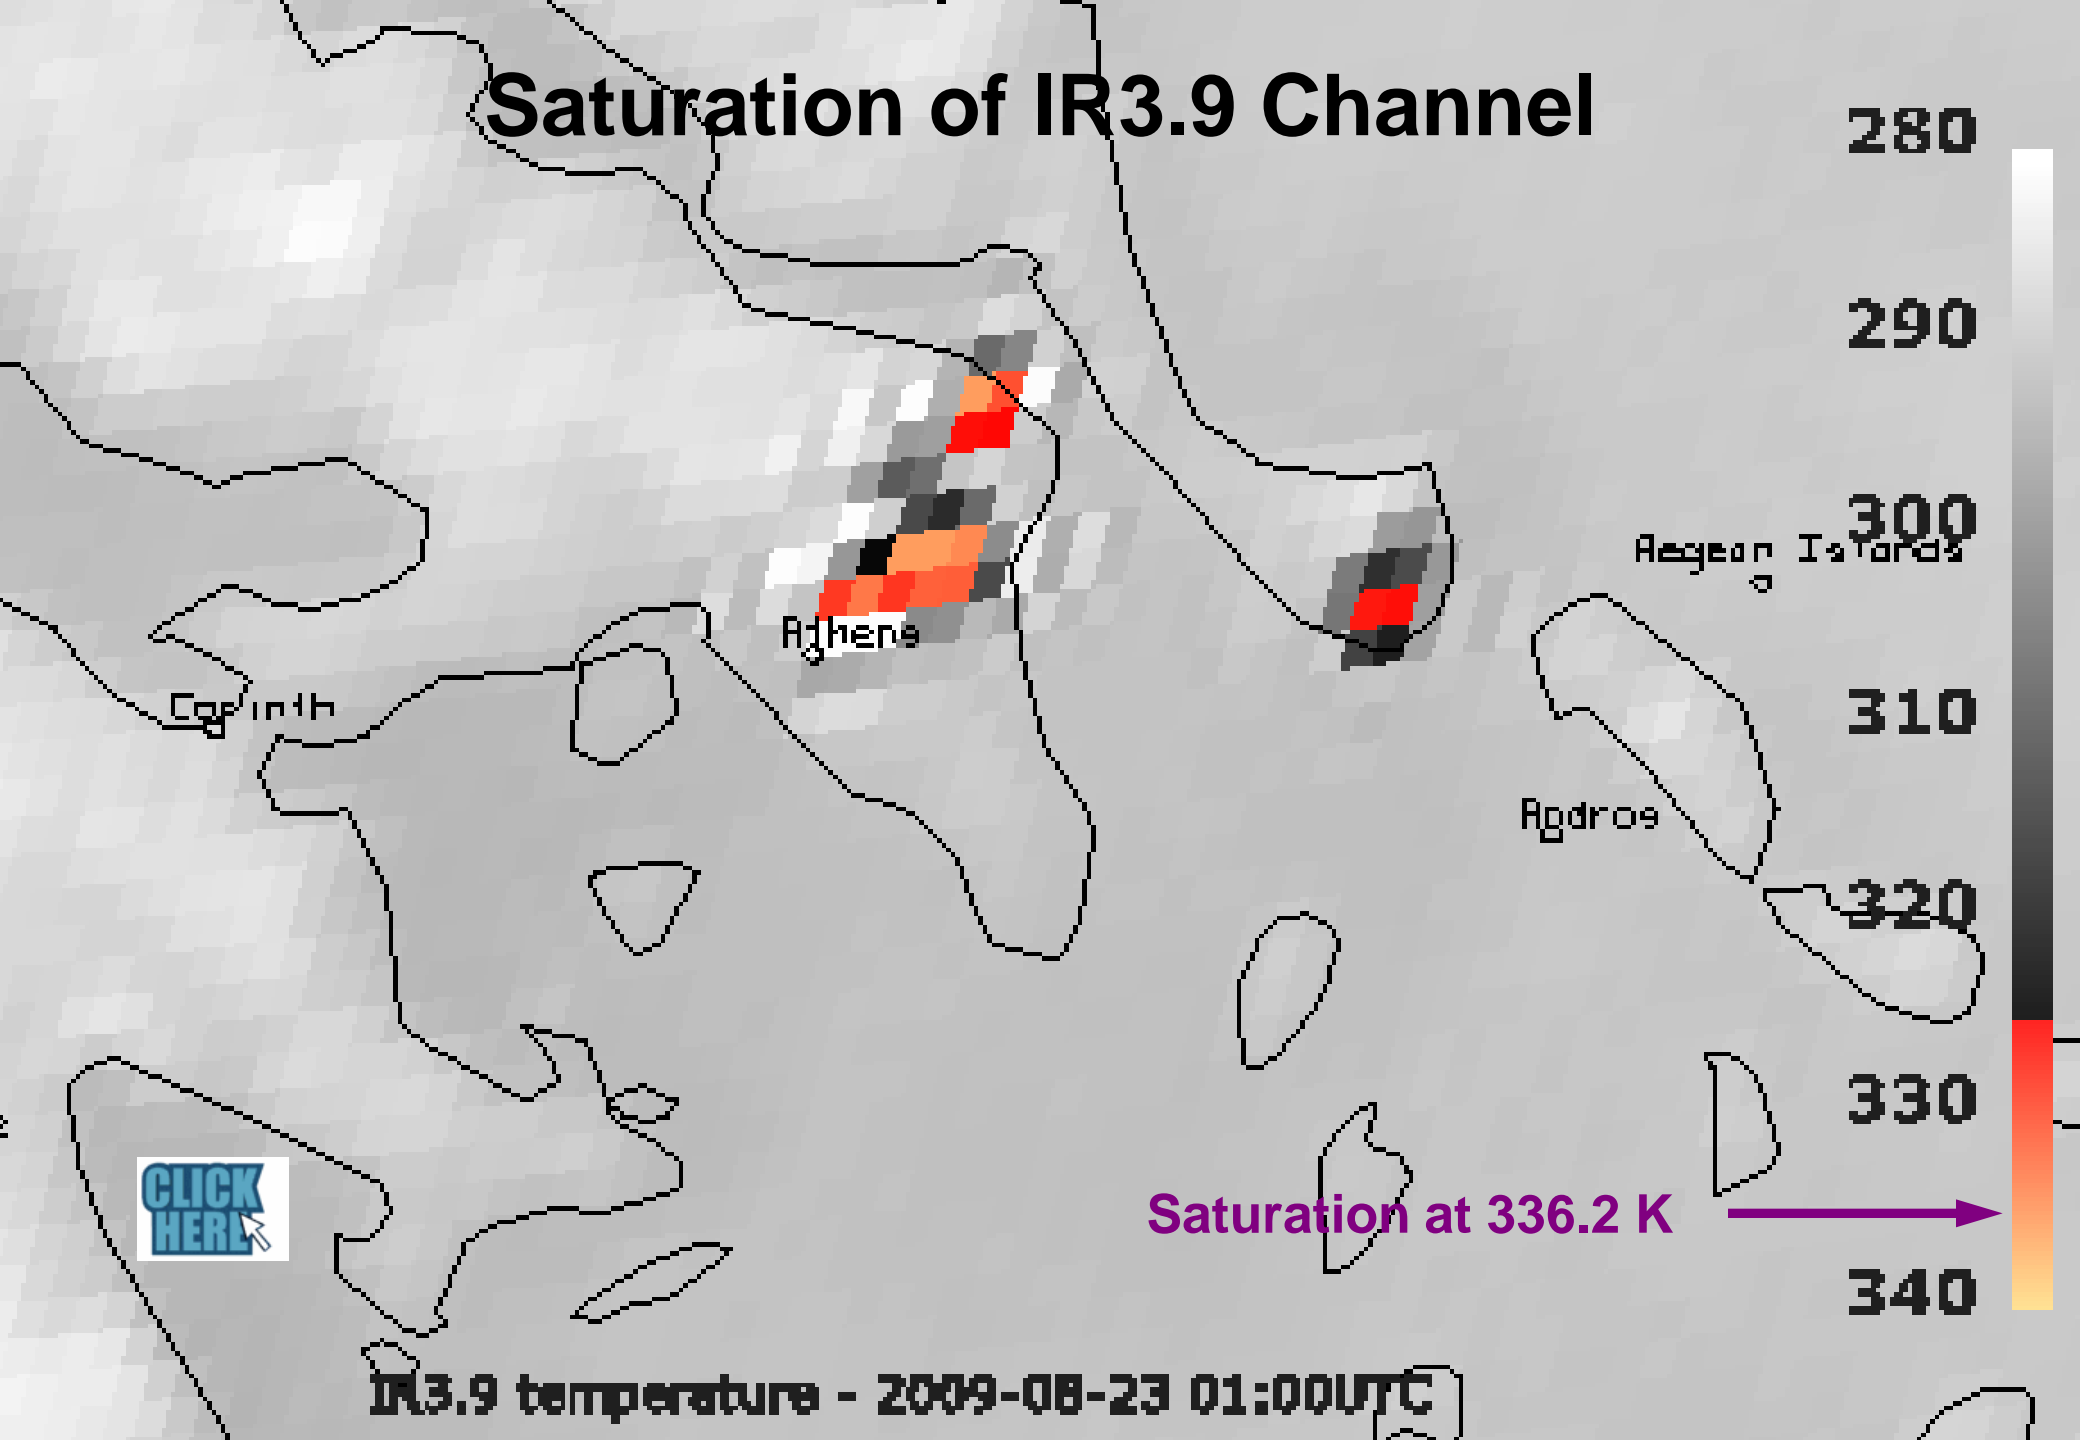 Saturation of IR3.9 Channel
280
290
300
Aegean Islands
310
Athens
Corinth
Andros
320
330
CLICK
HERE
Saturation at 336.2 K
340
IR3.9 temperature - 2009-08-23 01:00UTC